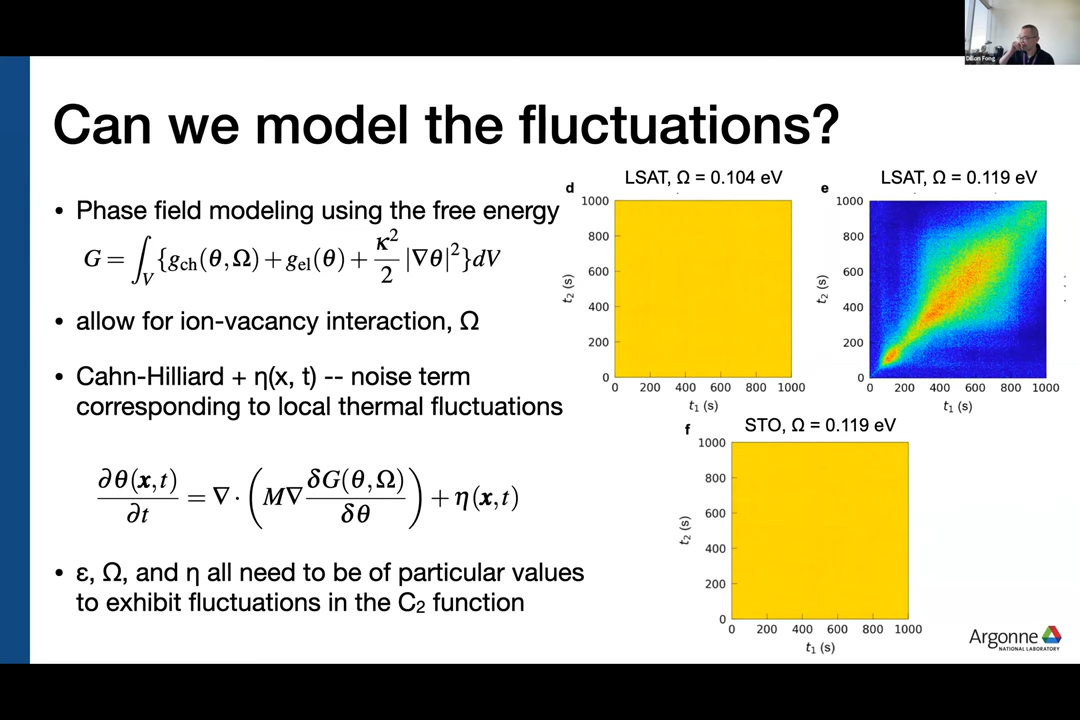 Dillon Fong
Can we model the fluctuations?
• Phase field modeling using the free energy
G = ∫_V {g_ch(θ,Ω) + g_el(θ) + κ²/2 |∇θ|²}dV
• allow for ion-vacancy interaction, Ω
• Cahn-Hilliard + η(x, t) -- noise term
corresponding to local thermal fluctuations
∂θ(x,t)/∂t = ∇ · (M∇ δG(θ,Ω)/δθ) + η(x,t)
• ε, Ω, and η all need to be of particular values
to exhibit fluctuations in the C₂ function
d
LSAT, Ω = 0.104 eV
1000
800
600
400
200
0
t₂ (s)
0 200 400 600 800 1000
t₁ (s)
e
LSAT, Ω = 0.119 eV
1000
800
600
400
200
0
t₂ (s)
0 200 400 600 800 1000
t₁ (s)
f
STO, Ω = 0.119 eV
1000
800
600
400
200
0
t₂ (s)
0 200 400 600 800 1000
t₁ (s)
Argonne
NATIONAL LABORATORY